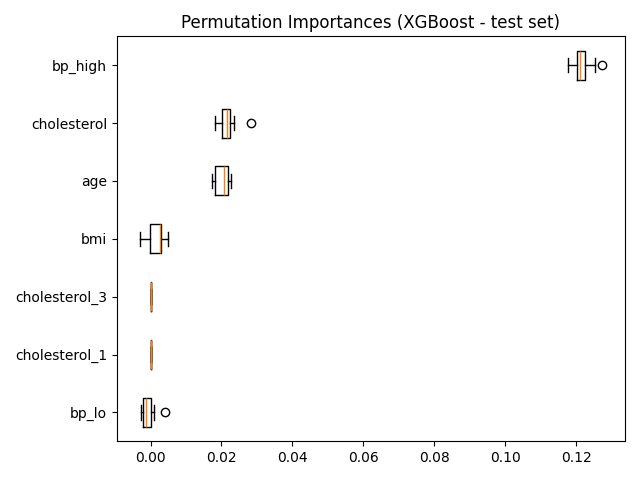 Permutation Importances (XGBoost - test set)
bp_high
cholesterol
age
bmi
cholesterol_3
cholesterol_1
bp_lo
0.00 0.02 0.04 0.06 0.08 0.10 0.12